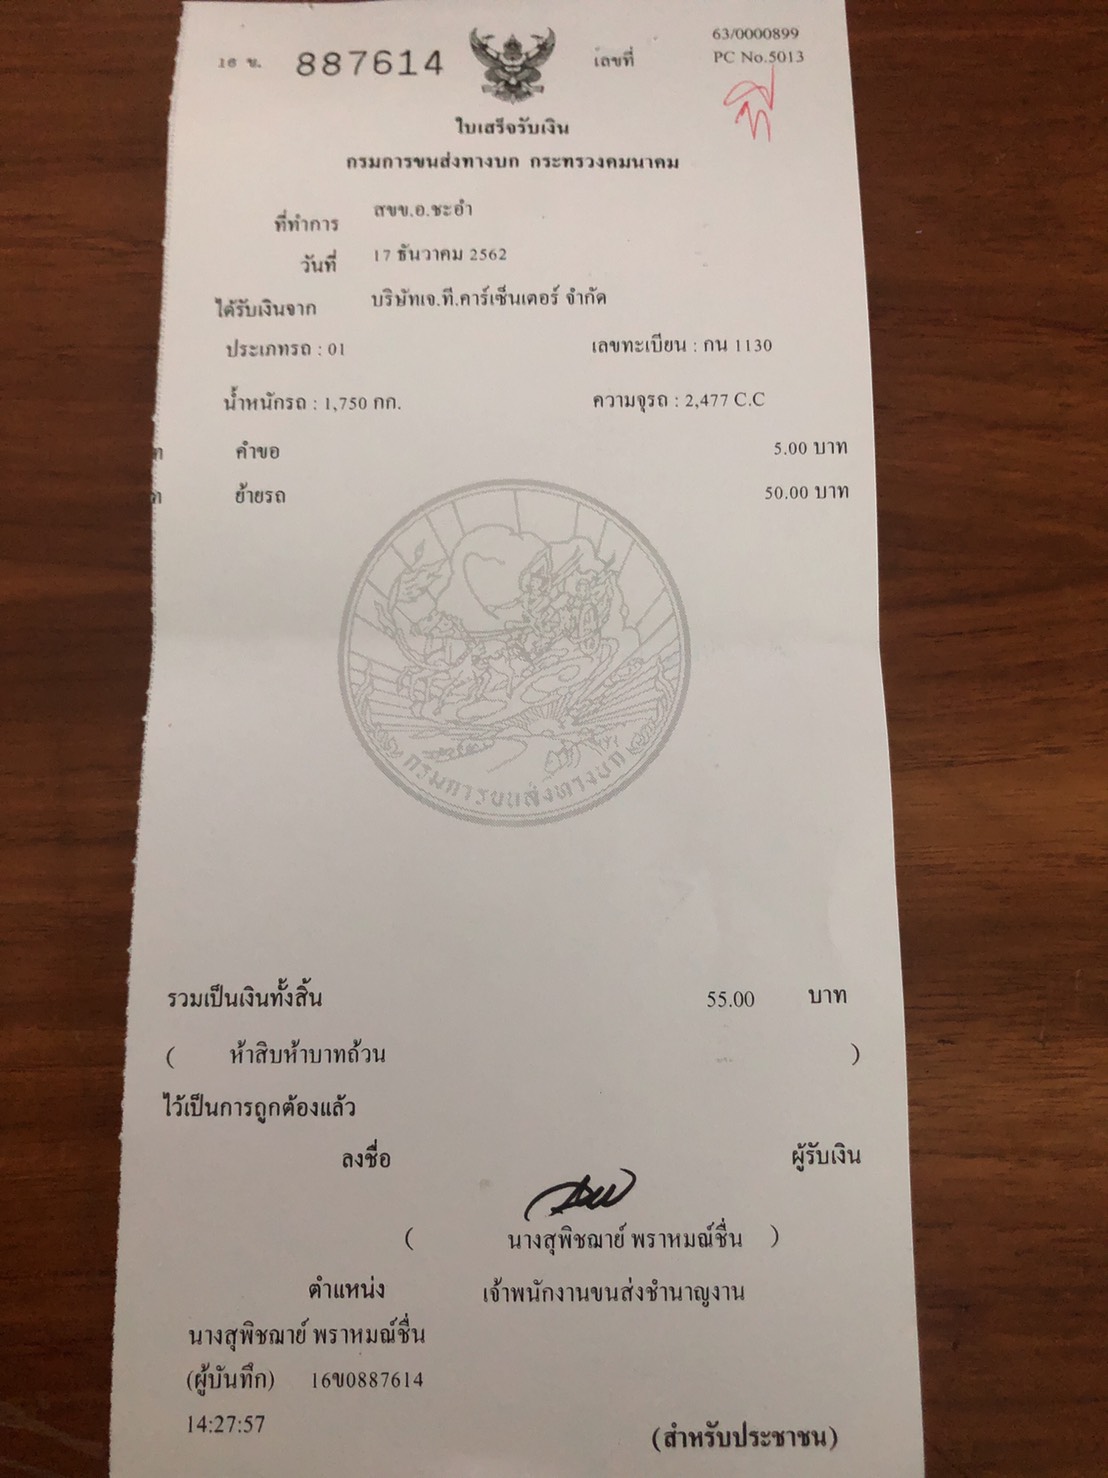 16 ข. 887614 เลขที่ 63/0000899
PC No.5013
ใบเสร็จรับเงิน
กรมการขนส่งทางบก กระทรวงคมนาคม
ที่ทำการ สขข.อ.ชะอำ
วันที่ 17 ธันวาคม 2562
ได้รับเงินจาก บริษัทเจ.ที.คาร์เซ็นเตอร์ จำกัด
ประเภทรถ : 01 เลขทะเบียน : กน 1130
น้ำหนักรถ : 1,750 กก. ความจุรถ : 2,477 C.C
คำขอ 5.00 บาท
ย้ายรถ 50.00 บาท
กรมการขนส่งทางบก
รวมเป็นเงินทั้งสิ้น 55.00 บาท
( ห้าสิบห้าบาทถ้วน )
ไว้เป็นการถูกต้องแล้ว
ลงชื่อ ผู้รับเงิน
( นางสุพิชฌาย์ พราหมณ์ชื่น )
ตำแหน่ง เจ้าพนักงานขนส่งชำนาญงาน
นางสุพิชฌาย์ พราหมณ์ชื่น
(ผู้บันทึก) 16ข0887614
14:27:57
(สำหรับประชาชน)